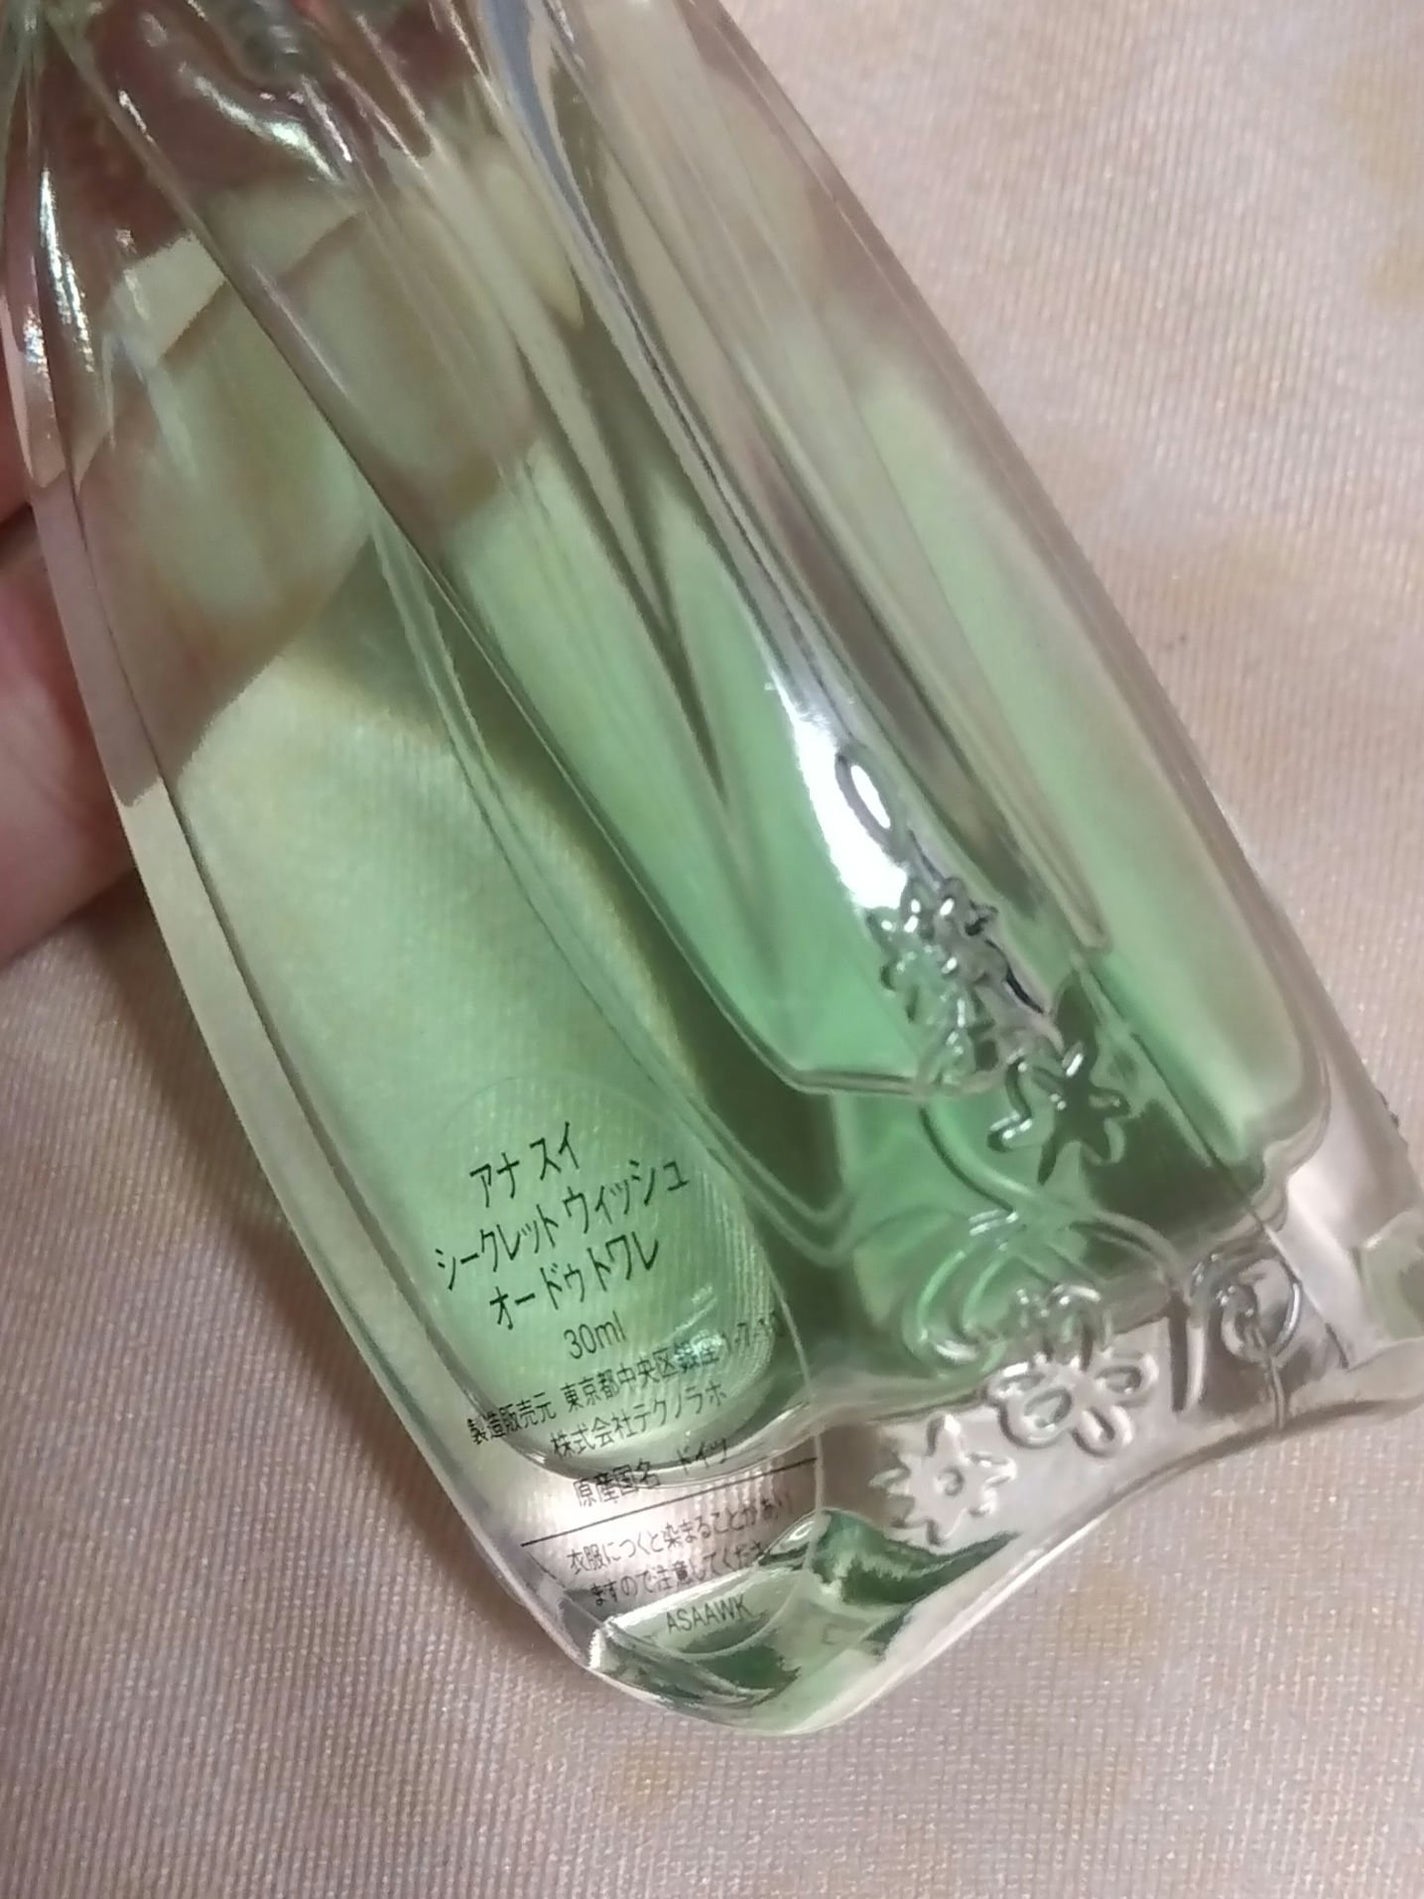 アナ スイ
シークレット ウィッシュ
オー ドゥ トワレ
30ml
製造販売元 東京都中央区銀座
株式会社テクノラボ
原産国名 ドイツ
衣服につくと染まることがあり
ますので注意してください
ASAAWK